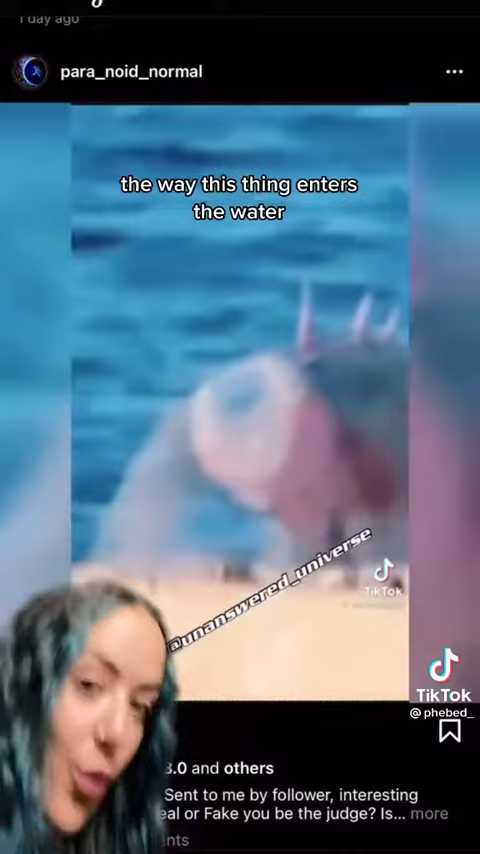 1 day ago
para_noid_normal
the way this thing enters
the water
@unanswered_universe
TikTok
TikTok
@phebed_
3.0 and others
Sent to me by follower, interesting
eal or Fake you be the judge? Is... more
nts